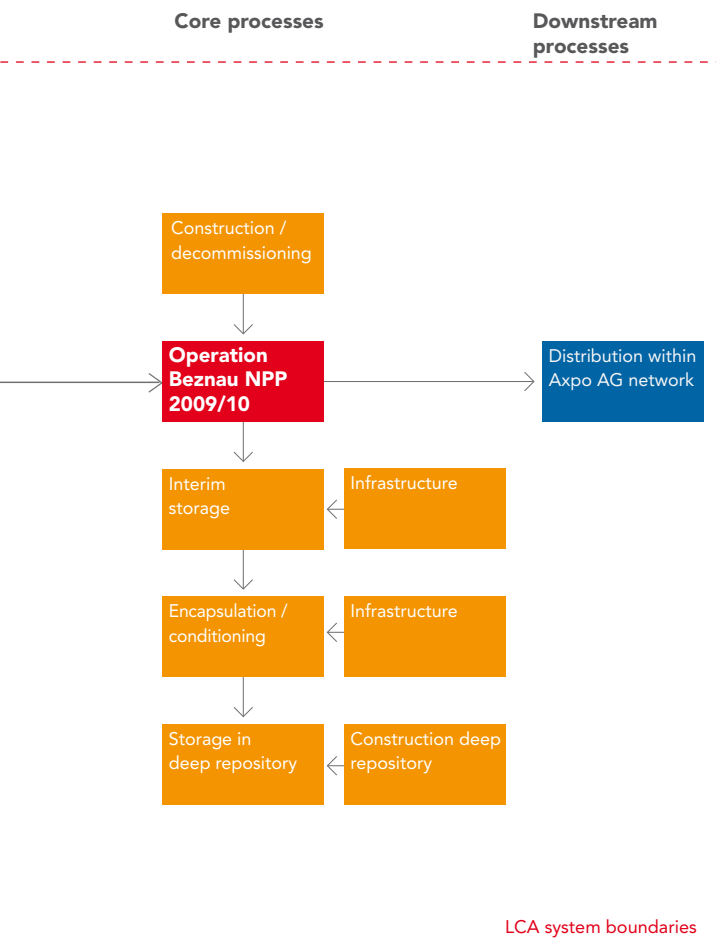 Core processes
Downstream
processes
Construction /
decommissioning
Operation
Beznau NPP
2009/10
Distribution within
Axpo AG network
Interim
storage
Infrastructure
Encapsulation /
conditioning
Infrastructure
Storage in
deep repository
Construction deep
repository
LCA system boundaries